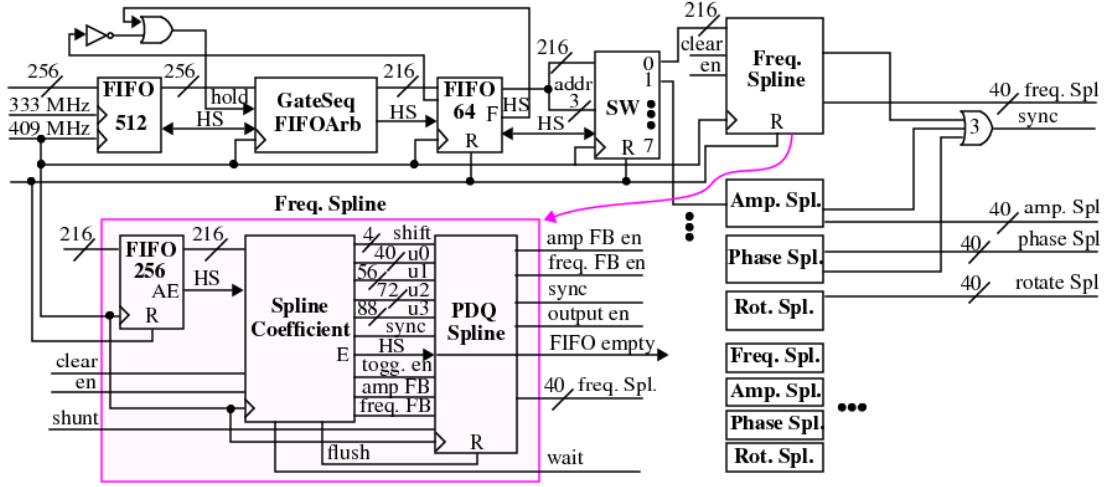 216
clear
en
Freq.
Spline
R
256
FIFO
512
333 MHz
409 MHz
256
hold
HS
GateSeq
FIFOArb
216
HS
FIFO
64
F
R
HS
216
addr
3
HS
SW
0
1
7
R
3
40 freq. Spl
sync
Amp. Spl.
40 amp. Spl
Phase Spl.
40 phase Spl
Rot. Spl.
40 rotate Spl
Freq. Spl.
Amp. Spl.
Phase Spl.
Rot. Spl.
Freq. Spline
216
FIFO
256
AE
R
216
HS
clear
en
shunt
Spline
Coefficient
E
4 shift
40 u0
56 u1
72 u2
88 u3
sync
HS
togg. en
amp FB
freq. FB
flush
PDQ
Spline
R
amp FB en
freq. FB en
sync
output en
FIFO empty
40 freq. Spl.
wait